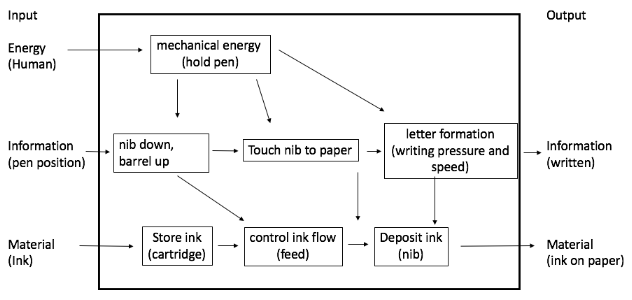 Input
Output
Energy
(Human)
mechanical energy
(hold pen)
Information
(pen position)
nib down,
barrel up
Touch nib to paper
letter formation
(writing pressure and
speed)
Information
(written)
Material
(Ink)
Store ink
(cartridge)
control ink flow
(feed)
Deposit ink
(nib)
Material
(ink on paper)